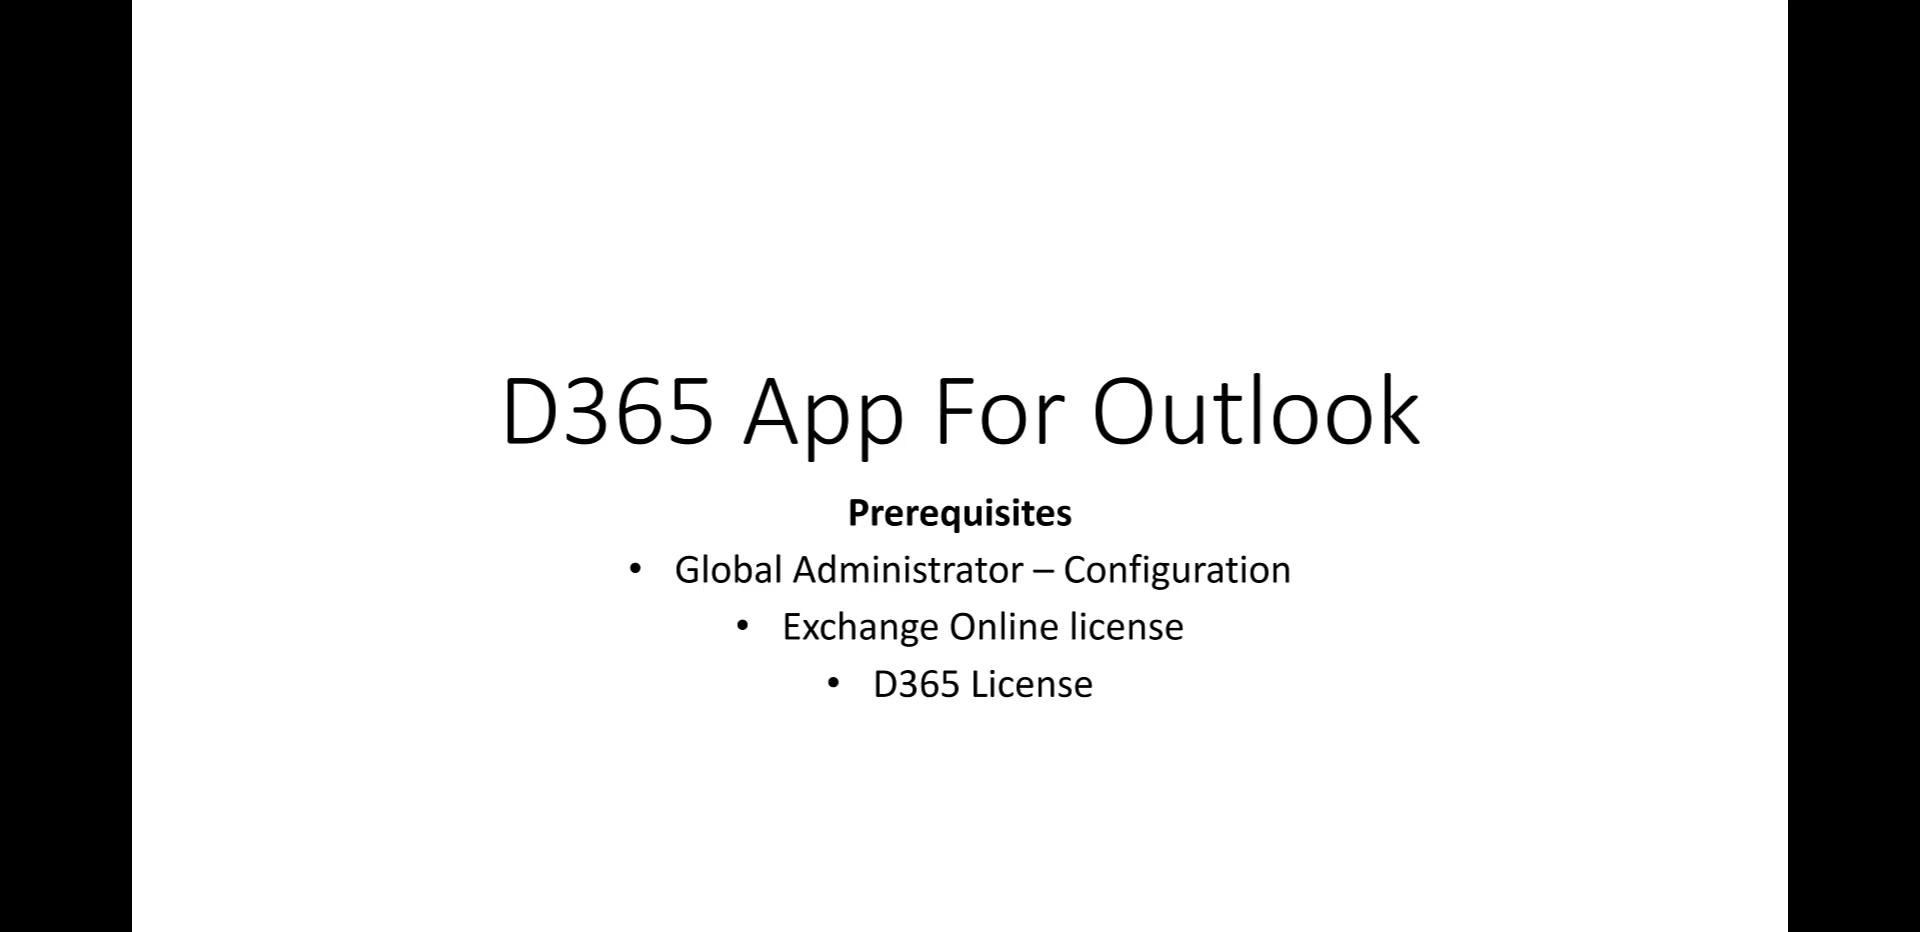 D365 App For Outlook
Prerequisites
• Global Administrator – Configuration
• Exchange Online license
• D365 License